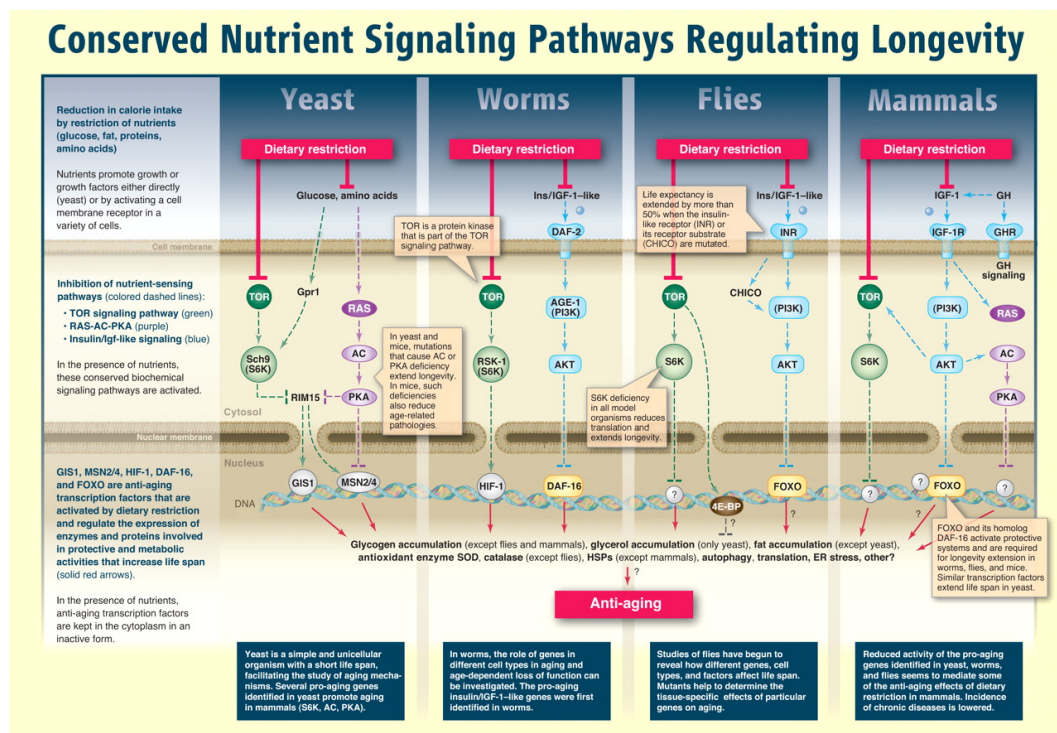 Conserved Nutrient Signaling Pathways Regulating Longevity
Reduction in calorie intake
by restriction of nutrients
(glucose, fat, proteins,
amino acids)
Nutrients promote growth or
growth factors either directly
(yeast) or by activating a cell
membrane receptor in a
variety of cells.
Cell membrane
Inhibition of nutrient-sensing
pathways (colored dashed lines):
• TOR signaling pathway (green)
• RAS-AC-PKA (purple)
• Insulin/Igf-like signaling (blue)
In the presence of nutrients,
these conserved biochemical
signaling pathways are activated.
Cytosol
Nuclear membrane
Nucleus
GIS1, MSN2/4, HIF-1, DAF-16,
and FOXO are anti-aging
transcription factors that are
activated by dietary restriction
and regulate the expression of
enzymes and proteins involved
in protective and metabolic
activities that increase life span
(solid red arrows).
DNA
In the presence of nutrients,
anti-aging transcription factors
are kept in the cytoplasm in an
inactive form.
Yeast
Dietary restriction
Glucose, amino acids
TOR
Gpr1
RAS
Sch9
(S6K)
AC
RIM15
PKA
In yeast and
mice, mutations
that cause AC or
PKA deficiency
extend longevity.
In mice, such
deficiencies
also reduce
age-related
pathologies.
GIS1
MSN2/4
Worms
Dietary restriction
Ins/IGF-1–like
TOR is a protein kinase
that is part of the TOR
signaling pathway.
DAF-2
TOR
AGE-1
(PI3K)
RSK-1
(S6K)
AKT
HIF-1
DAF-16
Flies
Dietary restriction
Life expectancy is
extended by more than
50% when the insulin-
like receptor (INR) or
its receptor substrate
(CHICO) are mutated.
Ins/IGF-1–like
INR
TOR
CHICO
(PI3K)
S6K
AKT
S6K deficiency
in all model
organisms reduces
translation and
extends longevity.
?
4E-BP
?
FOXO
?
Mammals
Dietary restriction
IGF-1
GH
IGF-1R
GHR
GH
signaling
TOR
(PI3K)
RAS
S6K
AKT
AC
PKA
?
?
FOXO
?
?
FOXO and its homolog
DAF-16 activate protective
systems and are required
for longevity extension in
worms, flies, and mice.
Similar transcription factors
extend life span in yeast.
Glycogen accumulation (except flies and mammals), glycerol accumulation (only yeast), fat accumulation (except yeast),
antioxidant enzyme SOD, catalase (except flies), HSPs (except mammals), autophagy, translation, ER stress, other?
?
Anti-aging
Yeast is a simple and unicellular
organism with a short life span,
facilitating the study of aging mecha-
nisms. Several pro-aging genes
identified in yeast promote aging
in mammals (S6K, AC, PKA).
In worms, the role of genes in
different cell types in aging and
age-dependent loss of function can
be investigated. The pro-aging
insulin/IGF-1–like genes were first
identified in worms.
Studies of flies have begun to
reveal how different genes, cell
types, and factors affect life span.
Mutants help to determine the
tissue-specific effects of particular
genes on aging.
Reduced activity of the pro-aging
genes identified in yeast, worms,
and flies seems to mediate some
of the anti-aging effects of dietary
restriction in mammals. Incidence
of chronic diseases is lowered.